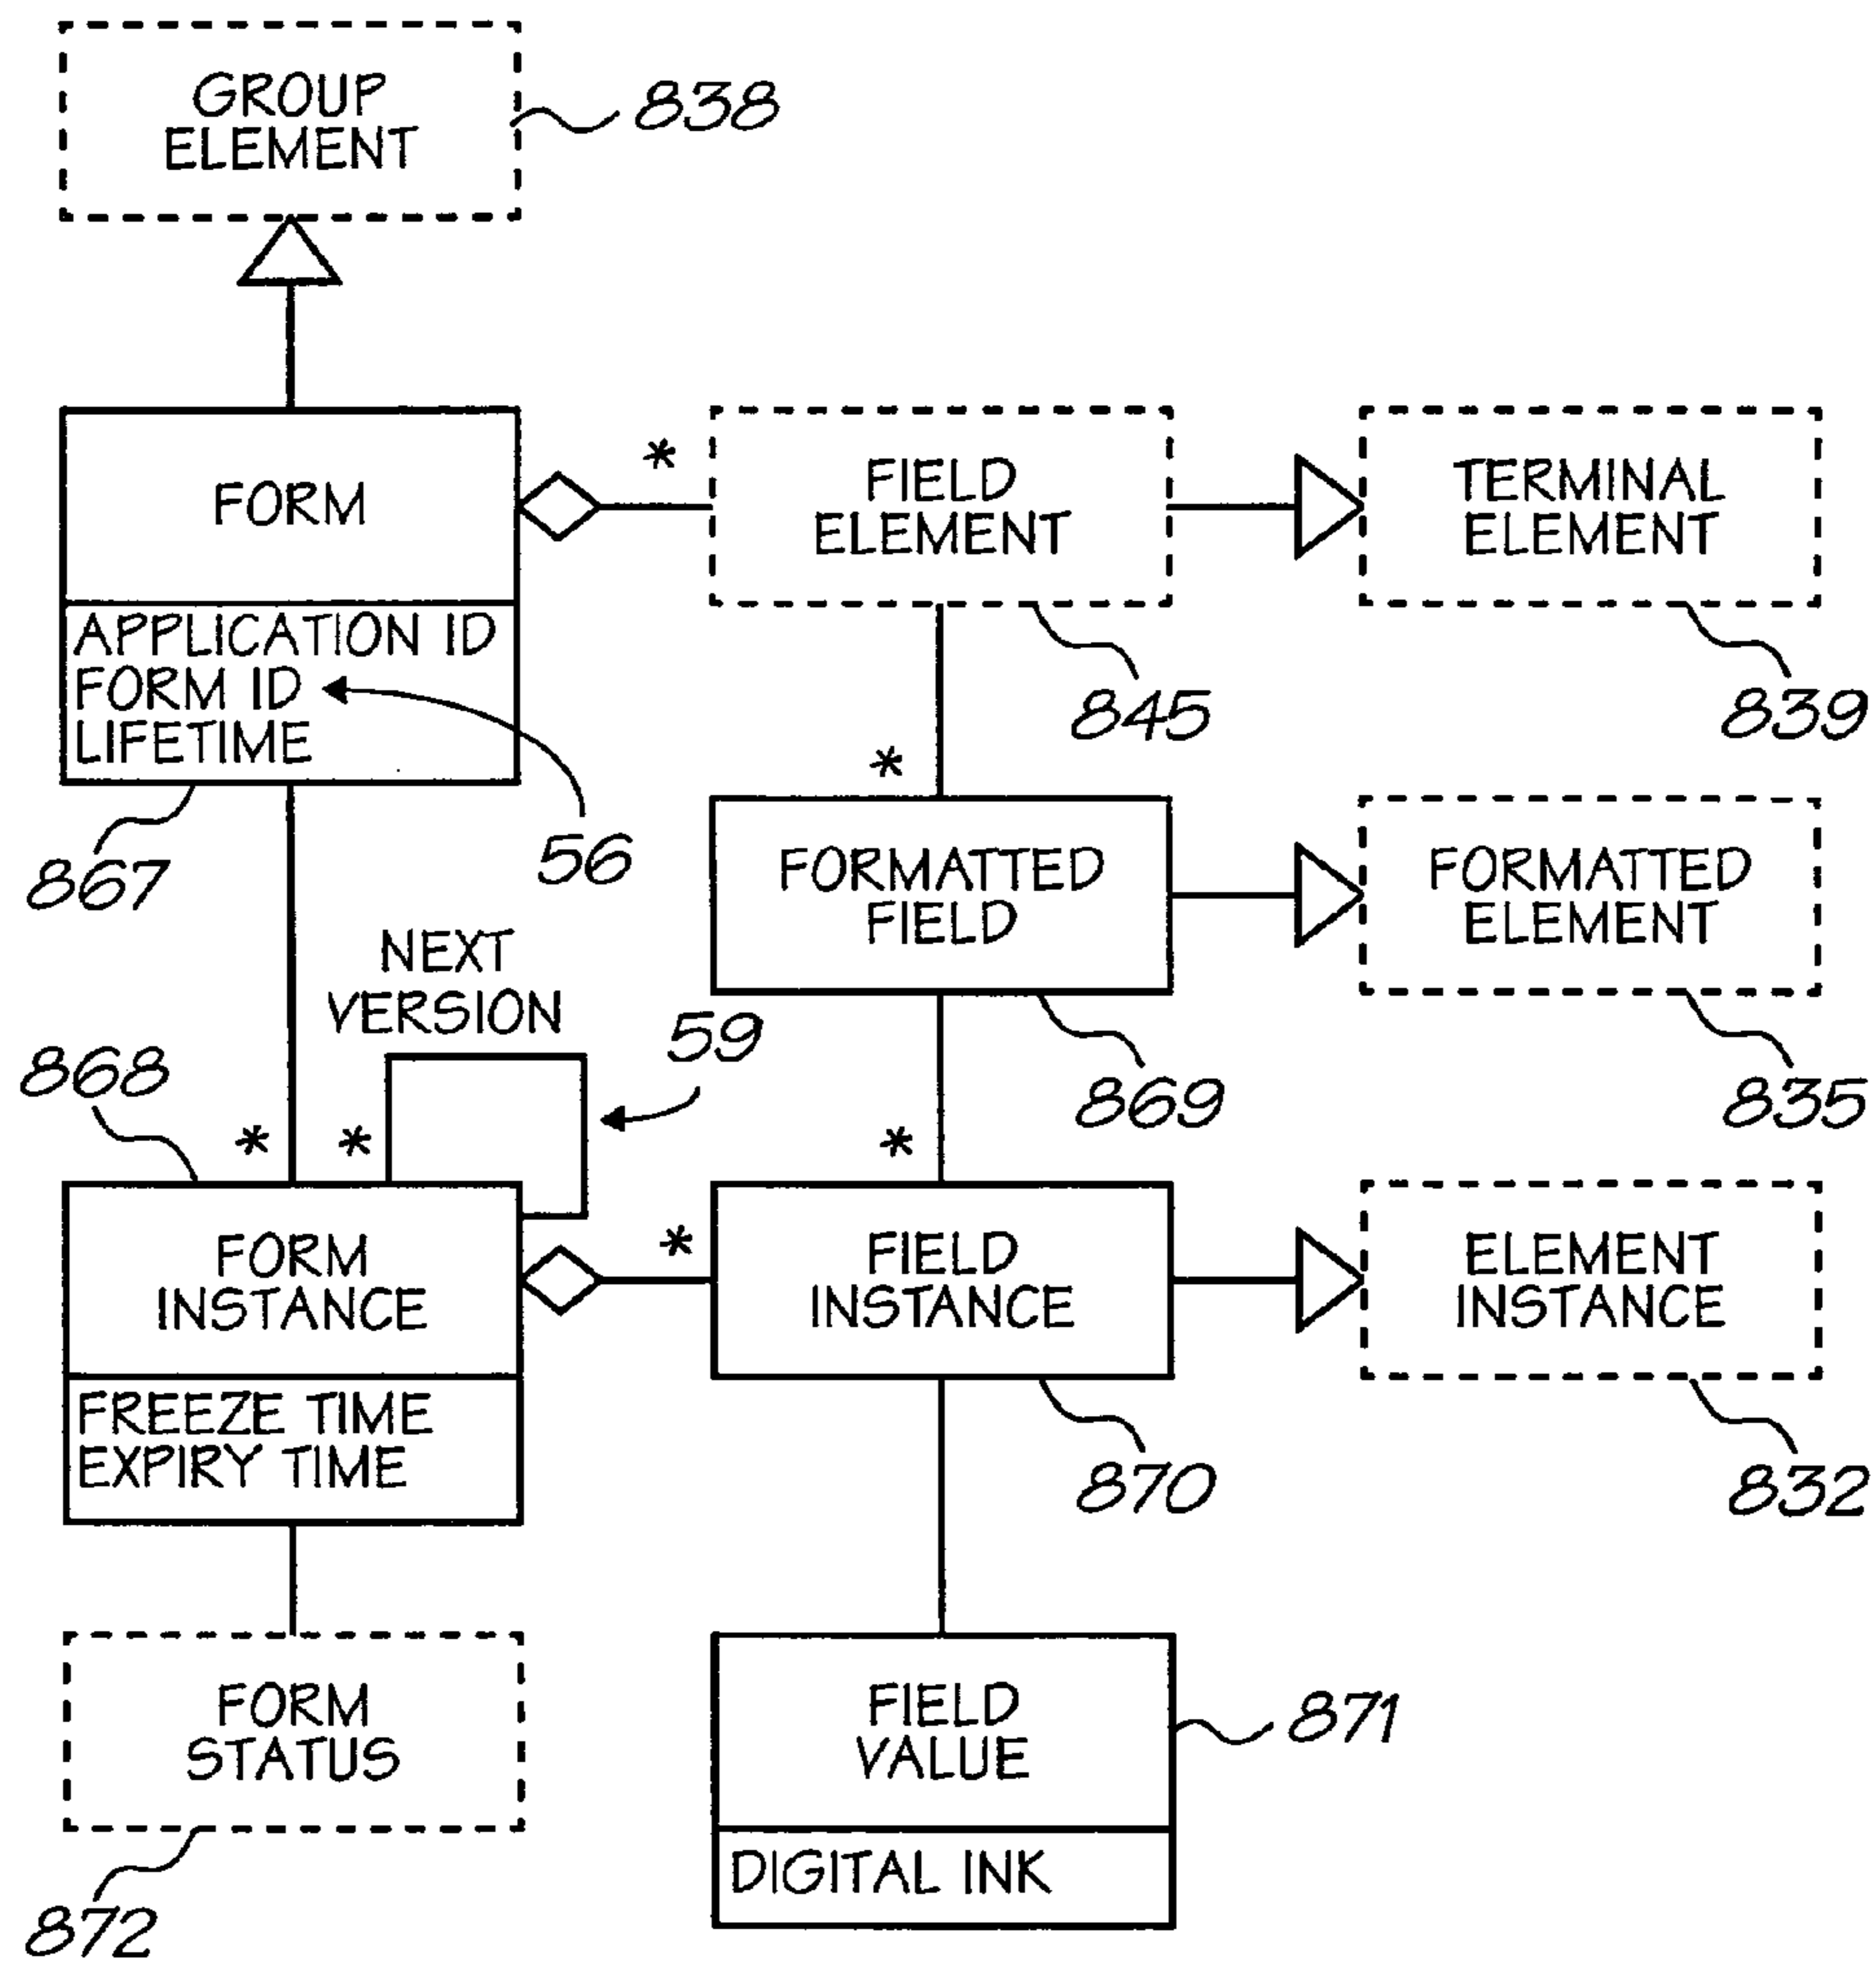 GROUP
ELEMENT
838
FORM
*
FIELD
ELEMENT
TERMINAL
ELEMENT
APPLICATION ID
FORM ID
LIFETIME
56
867
845
839
*
FORMATTED
FIELD
FORMATTED
ELEMENT
869
835
NEXT
VERSION
59
868
*
*
*
FORM
INSTANCE
*
FIELD
INSTANCE
ELEMENT
INSTANCE
FREEZE TIME
EXPIRY TIME
870
832
FORM
STATUS
872
FIELD
VALUE
871
DIGITAL INK